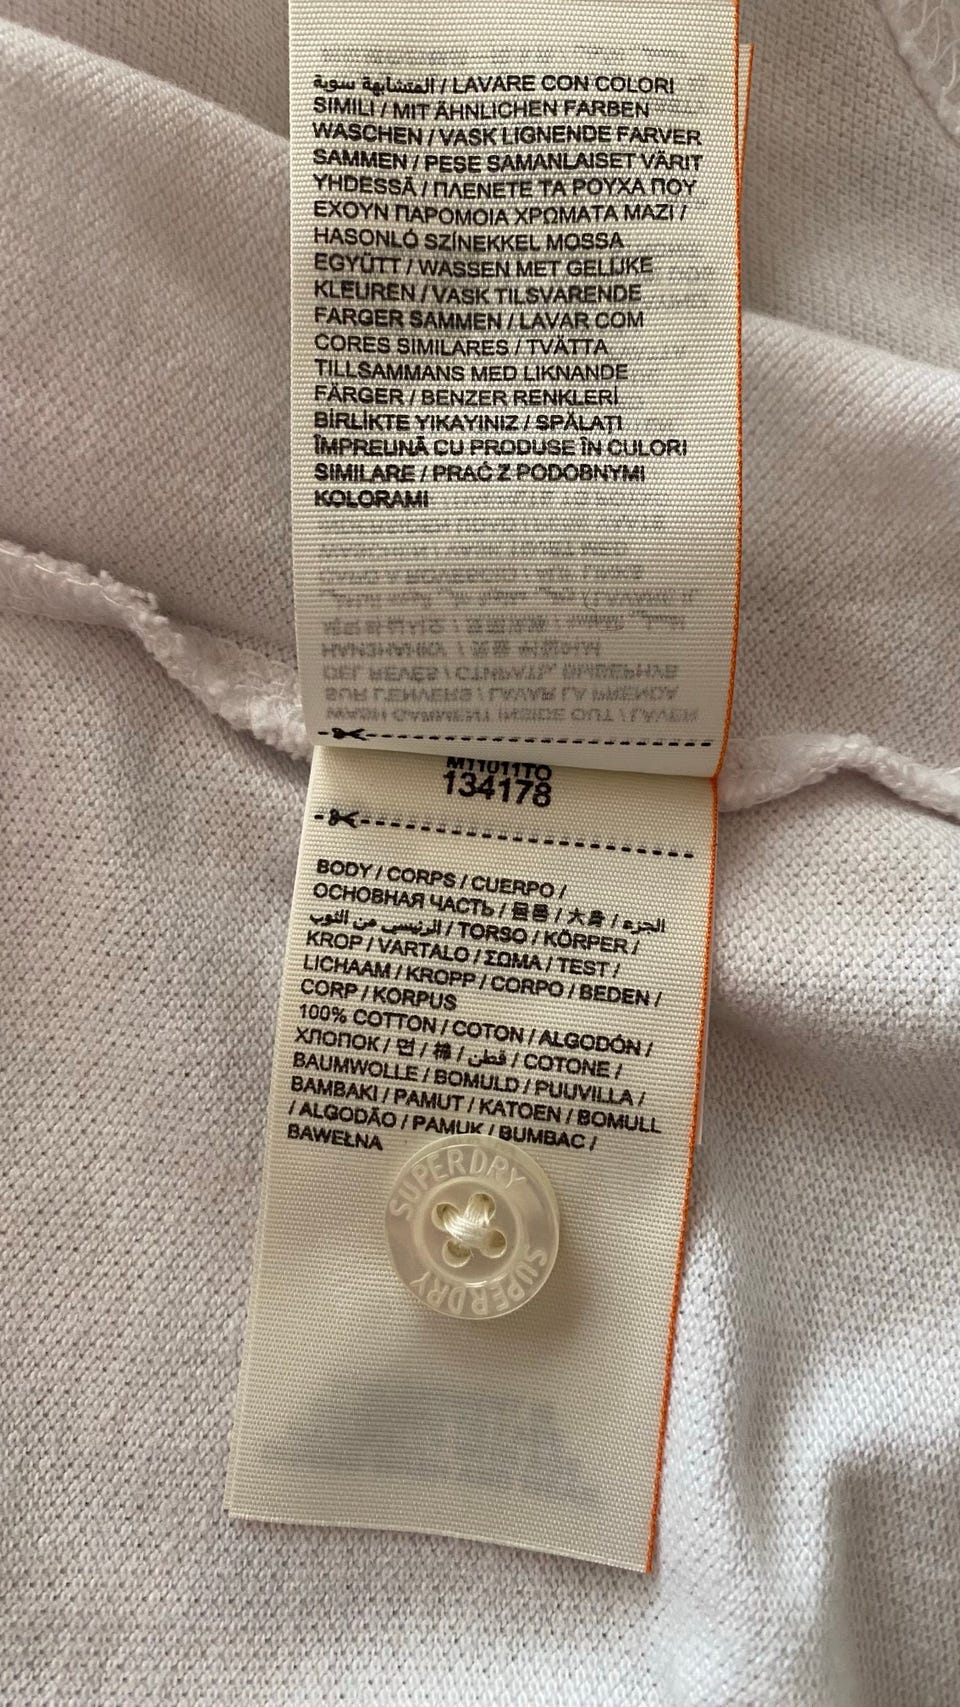 المتشابهة سوية / LAVARE CON COLORI
SIMILI / MIT ÄHNLICHEN FARBEN
WASCHEN / VASK LIGNENDE FARVER
SAMMEN / PESE SAMANLAISET VÄRIT
YHDESSÄ / ΠΛΕΝΕΤΕ ΤΑ ΡΟΥΧΑ ΠΟΥ
ΕΧΟΥΝ ΠΑΡΟΜΟΙΑ ΧΡΩΜΑΤΑ ΜΑΖΙ /
HASONLÓ SZÍNEKKEL MOSSA
EGYÜTT / WASSEN MET GELIJKE
KLEUREN / VASK TILSVARENDE
FARGER SAMMEN / LAVAR COM
CORES SIMILARES / TVÄTTA
TILLSAMMANS MED LIKNANDE
FÄRGER / BENZER RENKLERİ
BİRLİKTE YIKAYINIZ / SPĂLAȚI
ÎMPREUNĂ CU PRODUSE ÎN CULORI
SIMILARE / PRAĆ Z PODOBNYMI
KOLORAMI
M11011TO
134178
BODY / CORPS / CUERPO /
ОСНОВНАЯ ЧАСТЬ / 몸통 / 大身 / الجزء
الرئيسي من الثوب / TORSO / KÖRPER /
KROP / VARTALO / ΣΩΜΑ / TEST /
LICHAAM / KROPP / CORPO / BEDEN /
CORP / KORPUS
100% COTTON / COTON / ALGODÓN /
ХЛОПОК / 면 / 棉 / قطن / COTONE /
BAUMWOLLE / BOMULD / PUUVILLA /
BAMBAKI / PAMUT / KATOEN / BOMULL
/ ALGODÃO / PAMUK / BUMBAC /
BAWEŁNA
SUPERDRY
SUPERDRY